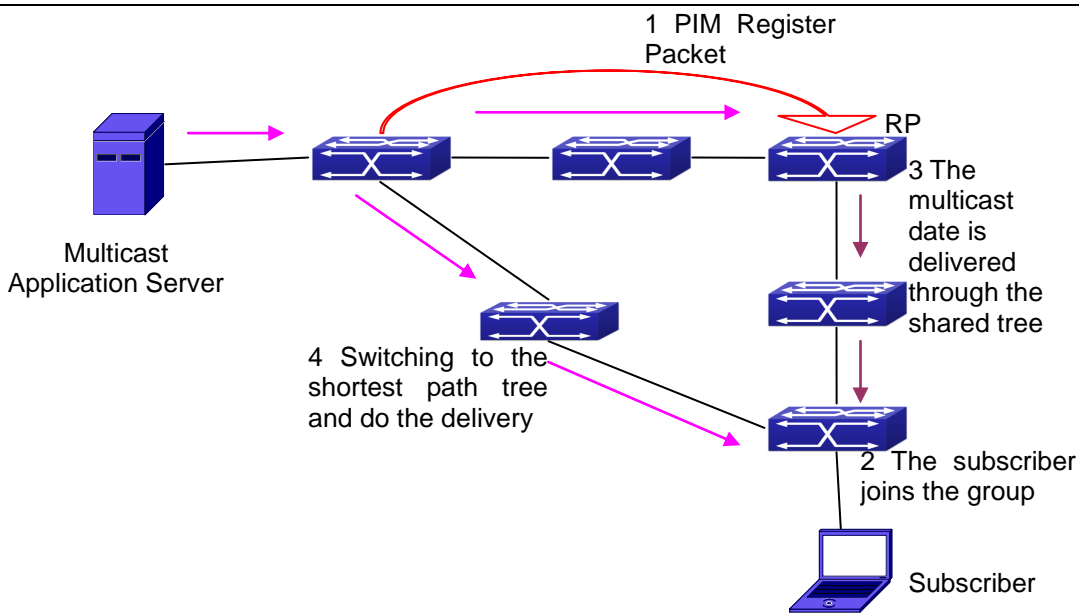 1 PIM Register
Packet
RP
3 The
multicast
date is
delivered
through the
shared tree
Multicast
Application Server
4 Switching to the
shortest path tree
and do the delivery
2 The subscriber
joins the group
Subscriber